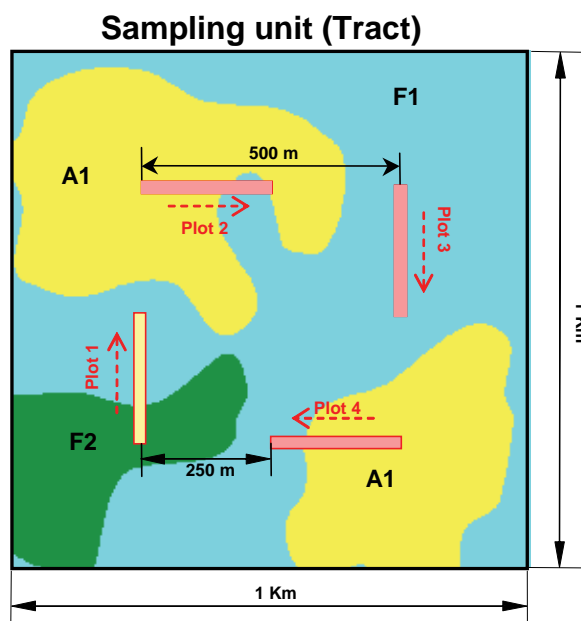 Sampling unit (Tract)
F1
A1
500 m
Plot 2
Plot 3
Plot 1
Plot 4
F2
250 m
A1
1 Km